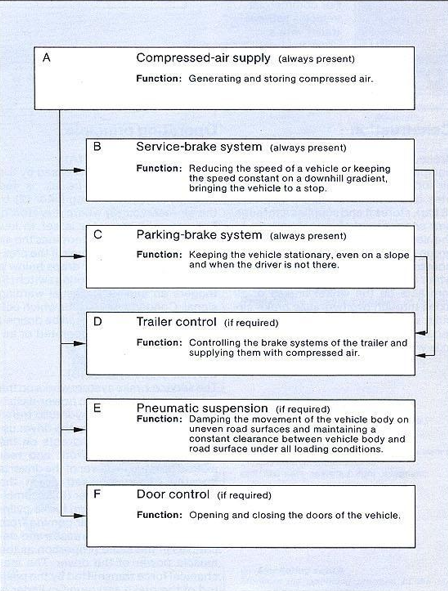 A Compressed-air supply (always present)
Function: Generating and storing compressed air.
B Service-brake system (always present)
Function: Reducing the speed of a vehicle or keeping
the speed constant on a downhill gradient,
bringing the vehicle to a stop.
C Parking-brake system (always present)
Function: Keeping the vehicle stationary, even on a slope
and when the driver is not there.
D Trailer control (if required)
Function: Controlling the brake systems of the trailer and
supplying them with compressed air.
E Pneumatic suspension (if required)
Function: Damping the movement of the vehicle body on
uneven road surfaces and maintaining a
constant clearance between vehicle body and
road surface under all loading conditions.
F Door control (if required)
Function: Opening and closing the doors of the vehicle.